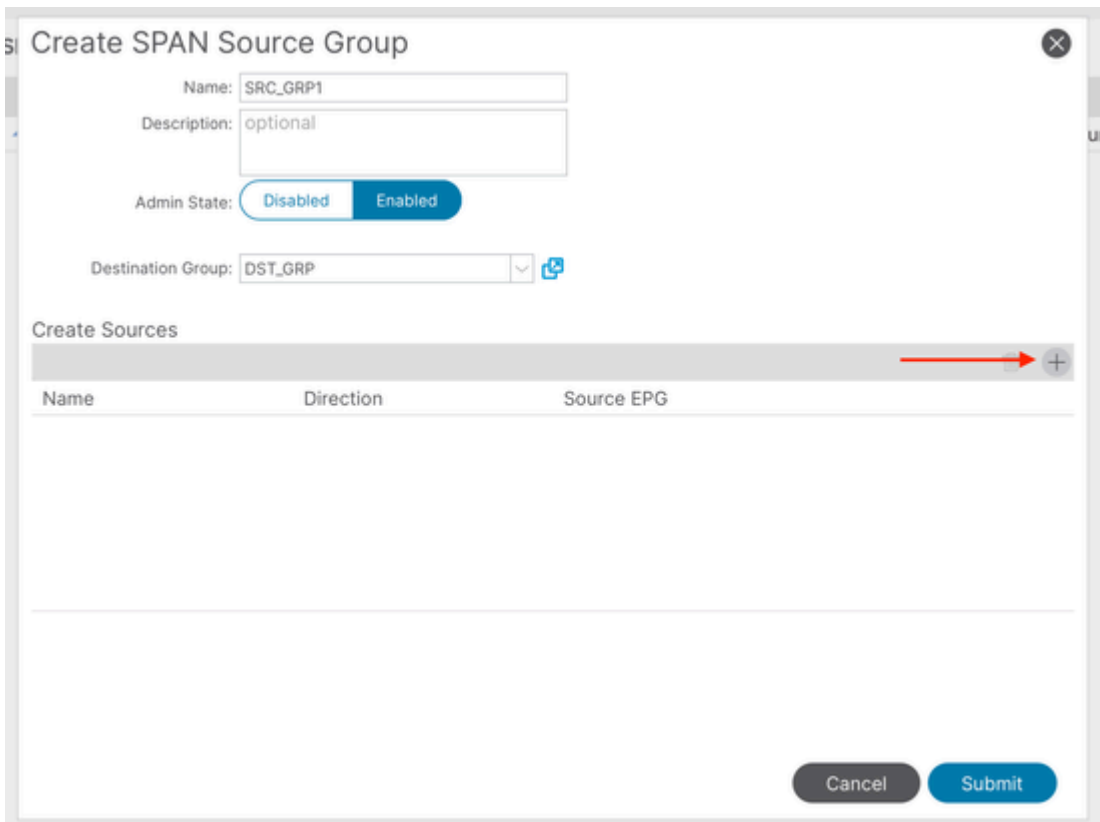 Create SPAN Source Group
Name: SRC_GRP1
Description: optional
Admin State: Disabled Enabled
Destination Group: DST_GRP
Create Sources
Name Direction Source EPG
Cancel Submit